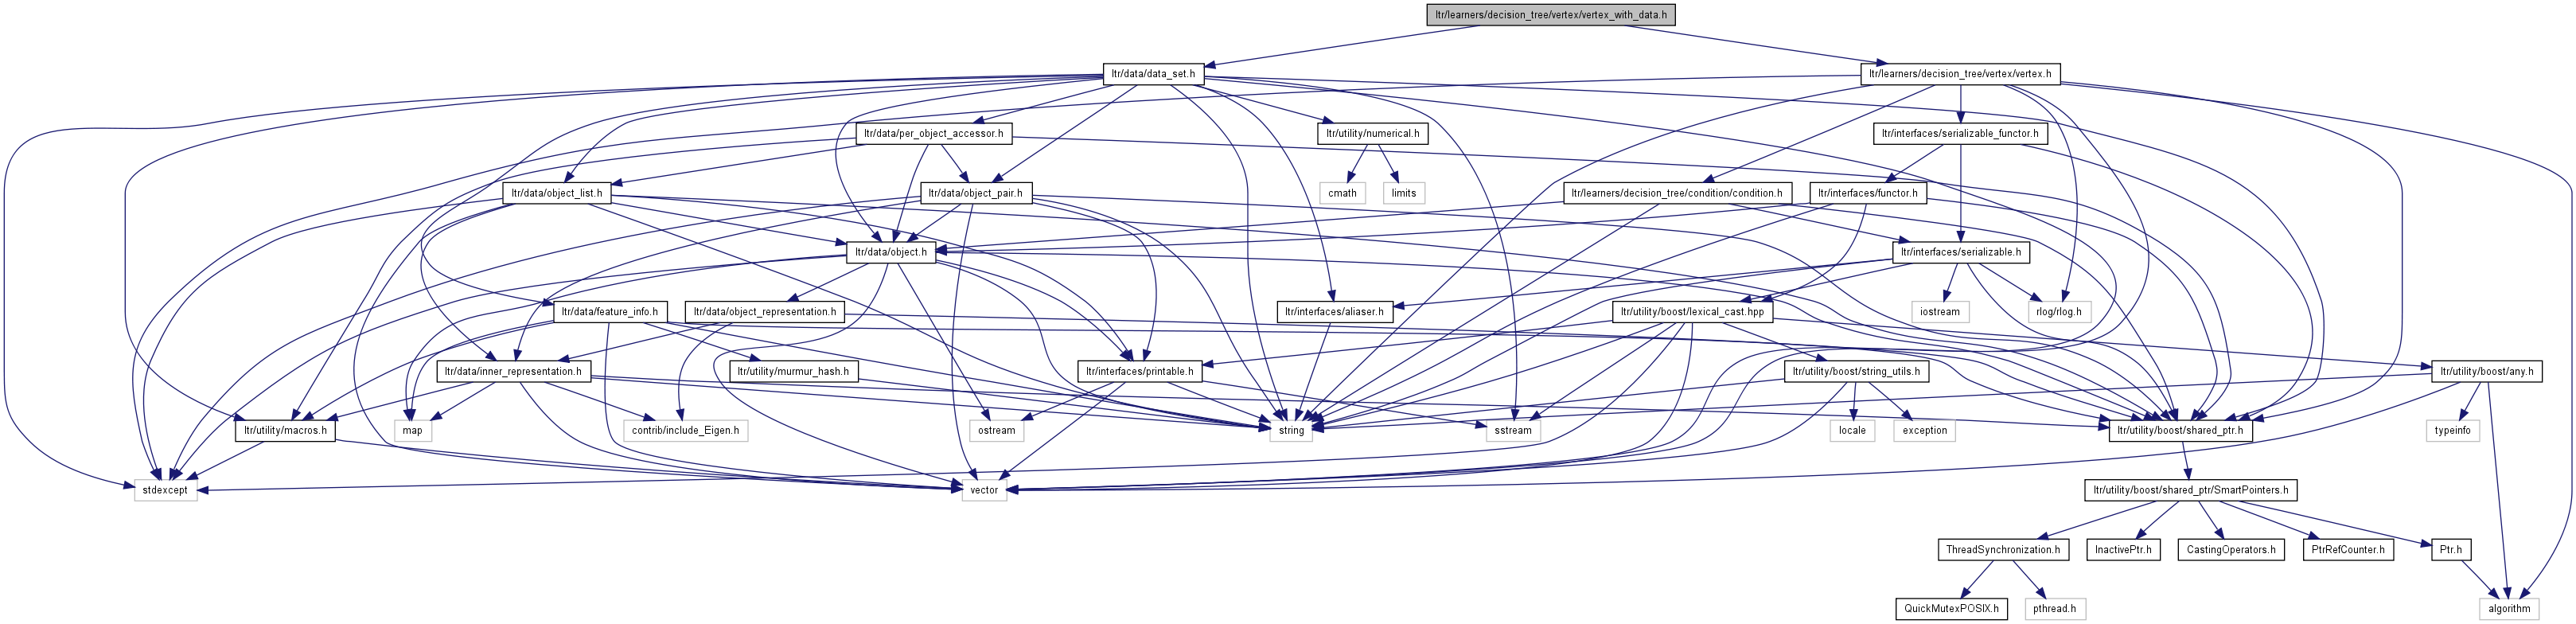 ltr/learners/decision_tree/vertex/vertex_with_data.h
ltr/data/data_set.h
ltr/learners/decision_tree/vertex/vertex.h
ltr/data/per_object_accessor.h
ltr/utility/numerical.h
ltr/interfaces/serializable_functor.h
ltr/data/object_list.h
ltr/data/object_pair.h
cmath
limits
ltr/learners/decision_tree/condition/condition.h
ltr/interfaces/functor.h
ltr/data/object.h
ltr/interfaces/serializable.h
ltr/data/feature_info.h
ltr/data/object_representation.h
ltr/interfaces/aliaser.h
ltr/utility/boost/lexical_cast.hpp
iostream
rlog/rlog.h
ltr/data/inner_representation.h
ltr/utility/murmur_hash.h
ltr/interfaces/printable.h
ltr/utility/boost/string_utils.h
ltr/utility/boost/any.h
ltr/utility/macros.h
map
contrib/include_Eigen.h
ostream
string
sstream
locale
exception
ltr/utility/boost/shared_ptr.h
typeinfo
stdexcept
vector
ltr/utility/boost/shared_ptr/SmartPointers.h
ThreadSynchronization.h
InactivePtr.h
CastingOperators.h
PtrRefCounter.h
Ptr.h
QuickMutexPOSIX.h
pthread.h
algorithm